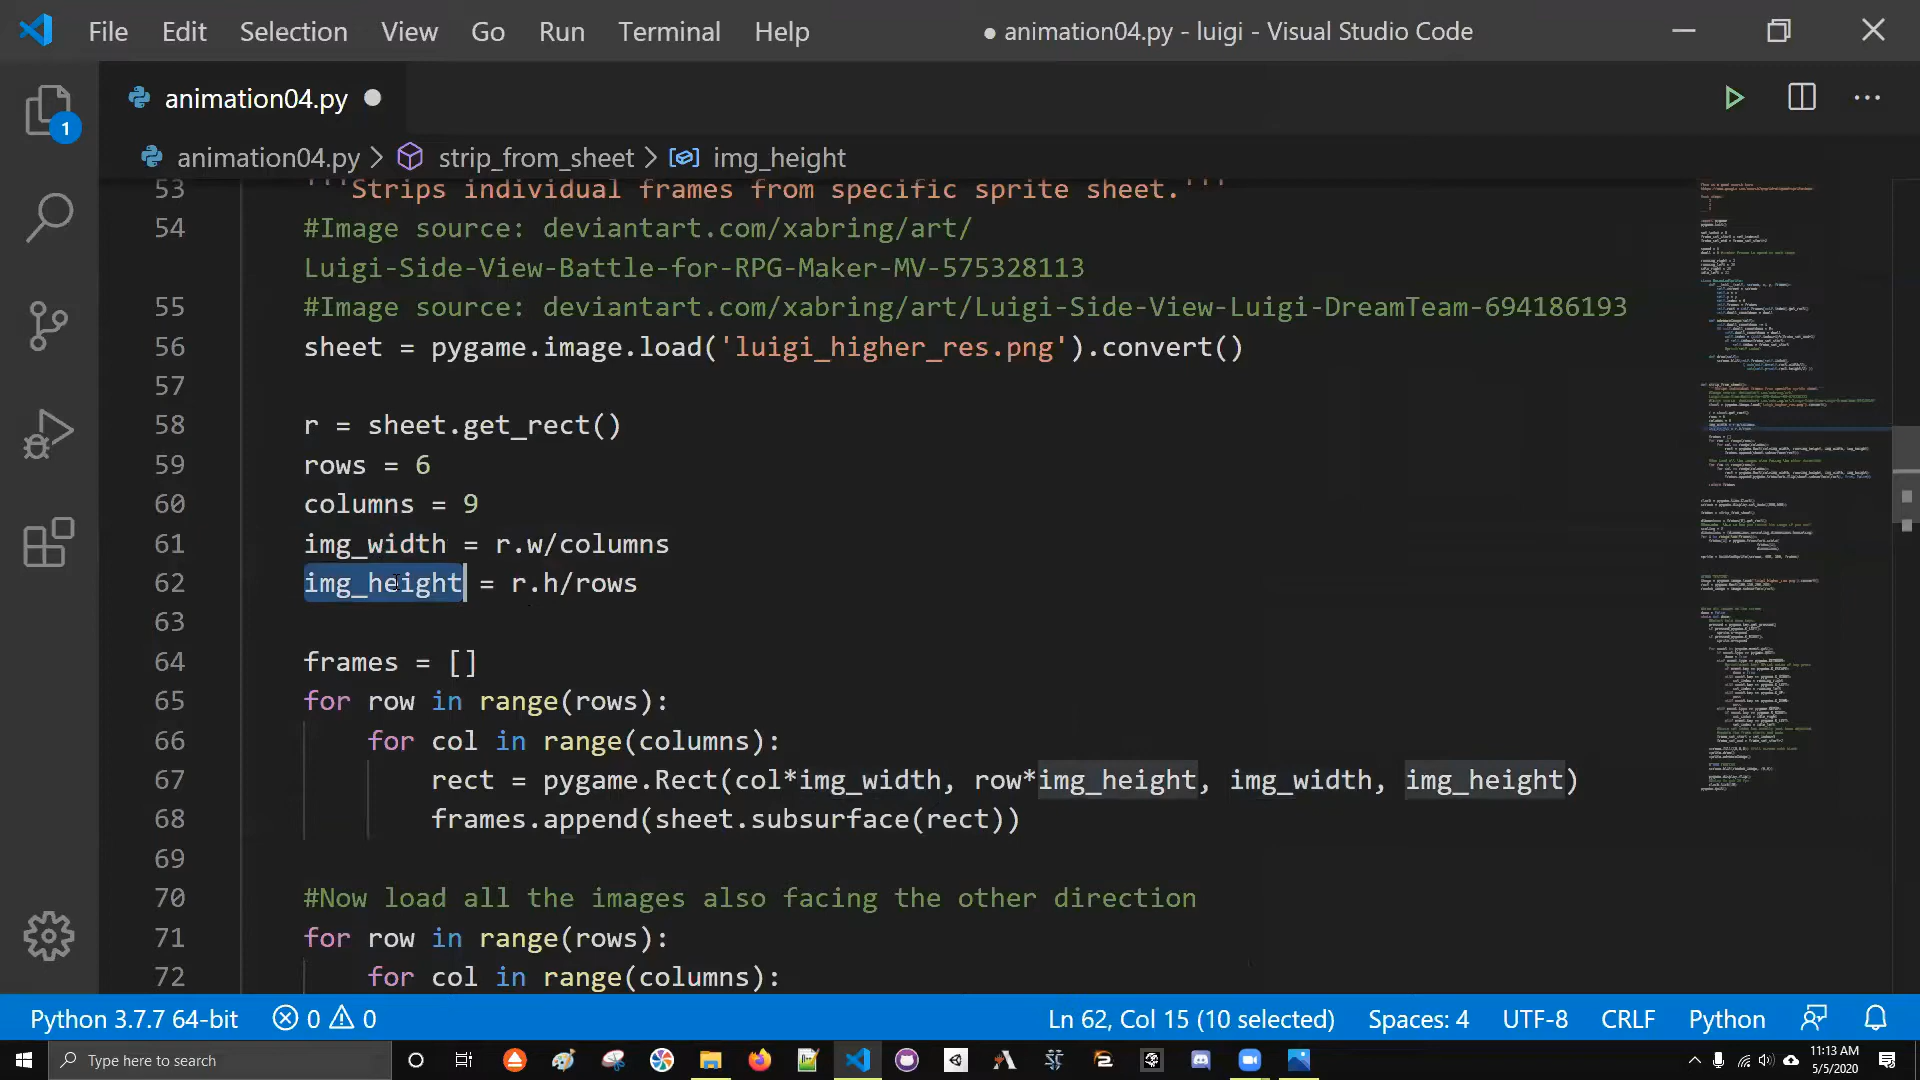 File Edit Selection View Go Run Terminal Help ● animation04.py - luigi - Visual Studio Code
animation04.py ●
animation04.py > strip_from_sheet > img_height
1
53 '''Strips individual frames from specific sprite sheet.'''
54 #Image source: deviantart.com/xabring/art/
Luigi-Side-View-Battle-for-RPG-Maker-MV-575328113
55 #Image source: deviantart.com/xabring/art/Luigi-Side-View-Luigi-DreamTeam-694186193
56 sheet = pygame.image.load('luigi_higher_res.png').convert()
57
58 r = sheet.get_rect()
59 rows = 6
60 columns = 9
61 img_width = r.w/columns
62 img_height = r.h/rows
63
64 frames = []
65 for row in range(rows):
66 for col in range(columns):
67 rect = pygame.Rect(col*img_width, row*img_height, img_width, img_height)
68 frames.append(sheet.subsurface(rect))
69
70 #Now load all the images also facing the other direction
71 for row in range(rows):
72 for col in range(columns):
Python 3.7.7 64-bit 0 0 Ln 62, Col 15 (10 selected) Spaces: 4 UTF-8 CRLF Python
Type here to search
11:13 AM
5/5/2020